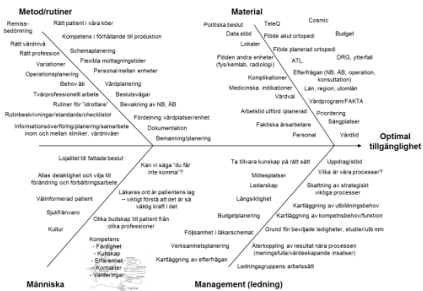 Metod/rutiner
Remiss-
bedömning
Rätt patient i våra köer
Kompetens i förhållande till produktion
Rätt vårdnivå
Rätt profession
Schemaplanering
Variationer
Flexibla mottagningstider
Operationsplanering
Personal mellan enheter
Behov åb
Vårdplanering
Tvärprofessionellt arbete
Beslutsvägar
Rutiner för "idrottare"
Bevakning av NB, ÅB
Rutinbeskrivningar/standards/checklistor
Fördelning vårdplatser/enhet
Informationsöverföring/planering/samarbete
inom och mellan kliniker, vårdnivåer
Dokumentation
Bemanning/planering
Material
Politiska beslut
TeleQ
Cosmic
Data stöd
Flöde akut ortopedi
Budget
Lokaler
Flöde planerad ortopedi
Flöden andra enheter
(fys/kemlab, radiologi)
ATL
DRG, ytterfall
Efterfrågan (NB, ÅB, operation,
konsultation)
Komplikationer
Medicinska indikationer
Län, region, utomlän
Vårdval
Vårdprogram/FAKTA
Arbetstid utförd /planerad
Prioritering
Sängplatser
Faktiska årsarbetare
Personal
Vårdtid
Optimal
tillgänglighet
Lojalitet till fattade beslut
Kan vi säga "du får
inte komma"?
Allas delaktighet och vilja till
förändring och förbättringsarbete
Läkares ord är patientens lag
– viktigt förstå att det är så
väldig kraft i det
Välinformerad patient
Sjukfrånvaro
Olika budskap till patient från
olika professioner
Kultur
Kompetens
- Färdighet
- Kunskap
- Erfarenhet
- Kontakter
- Värderingar
Människa
Ta tillvara kunskap på rätt sätt
Uppdrag/stöd
Mötesplatser
Vilka är våra processer?
Ledarskap
Skattning av strategiskt
viktiga processer
Långsiktighet
Kartläggning av utbildningsbehov
Budgetplanering
Kartläggning av kompetensbehov/funktion
Följsamhet i läkarschemat
Grund för beviljade ledigheter, studier/utb mm
Verksamhetsplanering
Återkoppling av resultat nära processen
(meningsfulla/värdeskapande insatser)
Kartläggning av efterfrågan
Ledningsgruppens arbetssätt
Management (ledning)